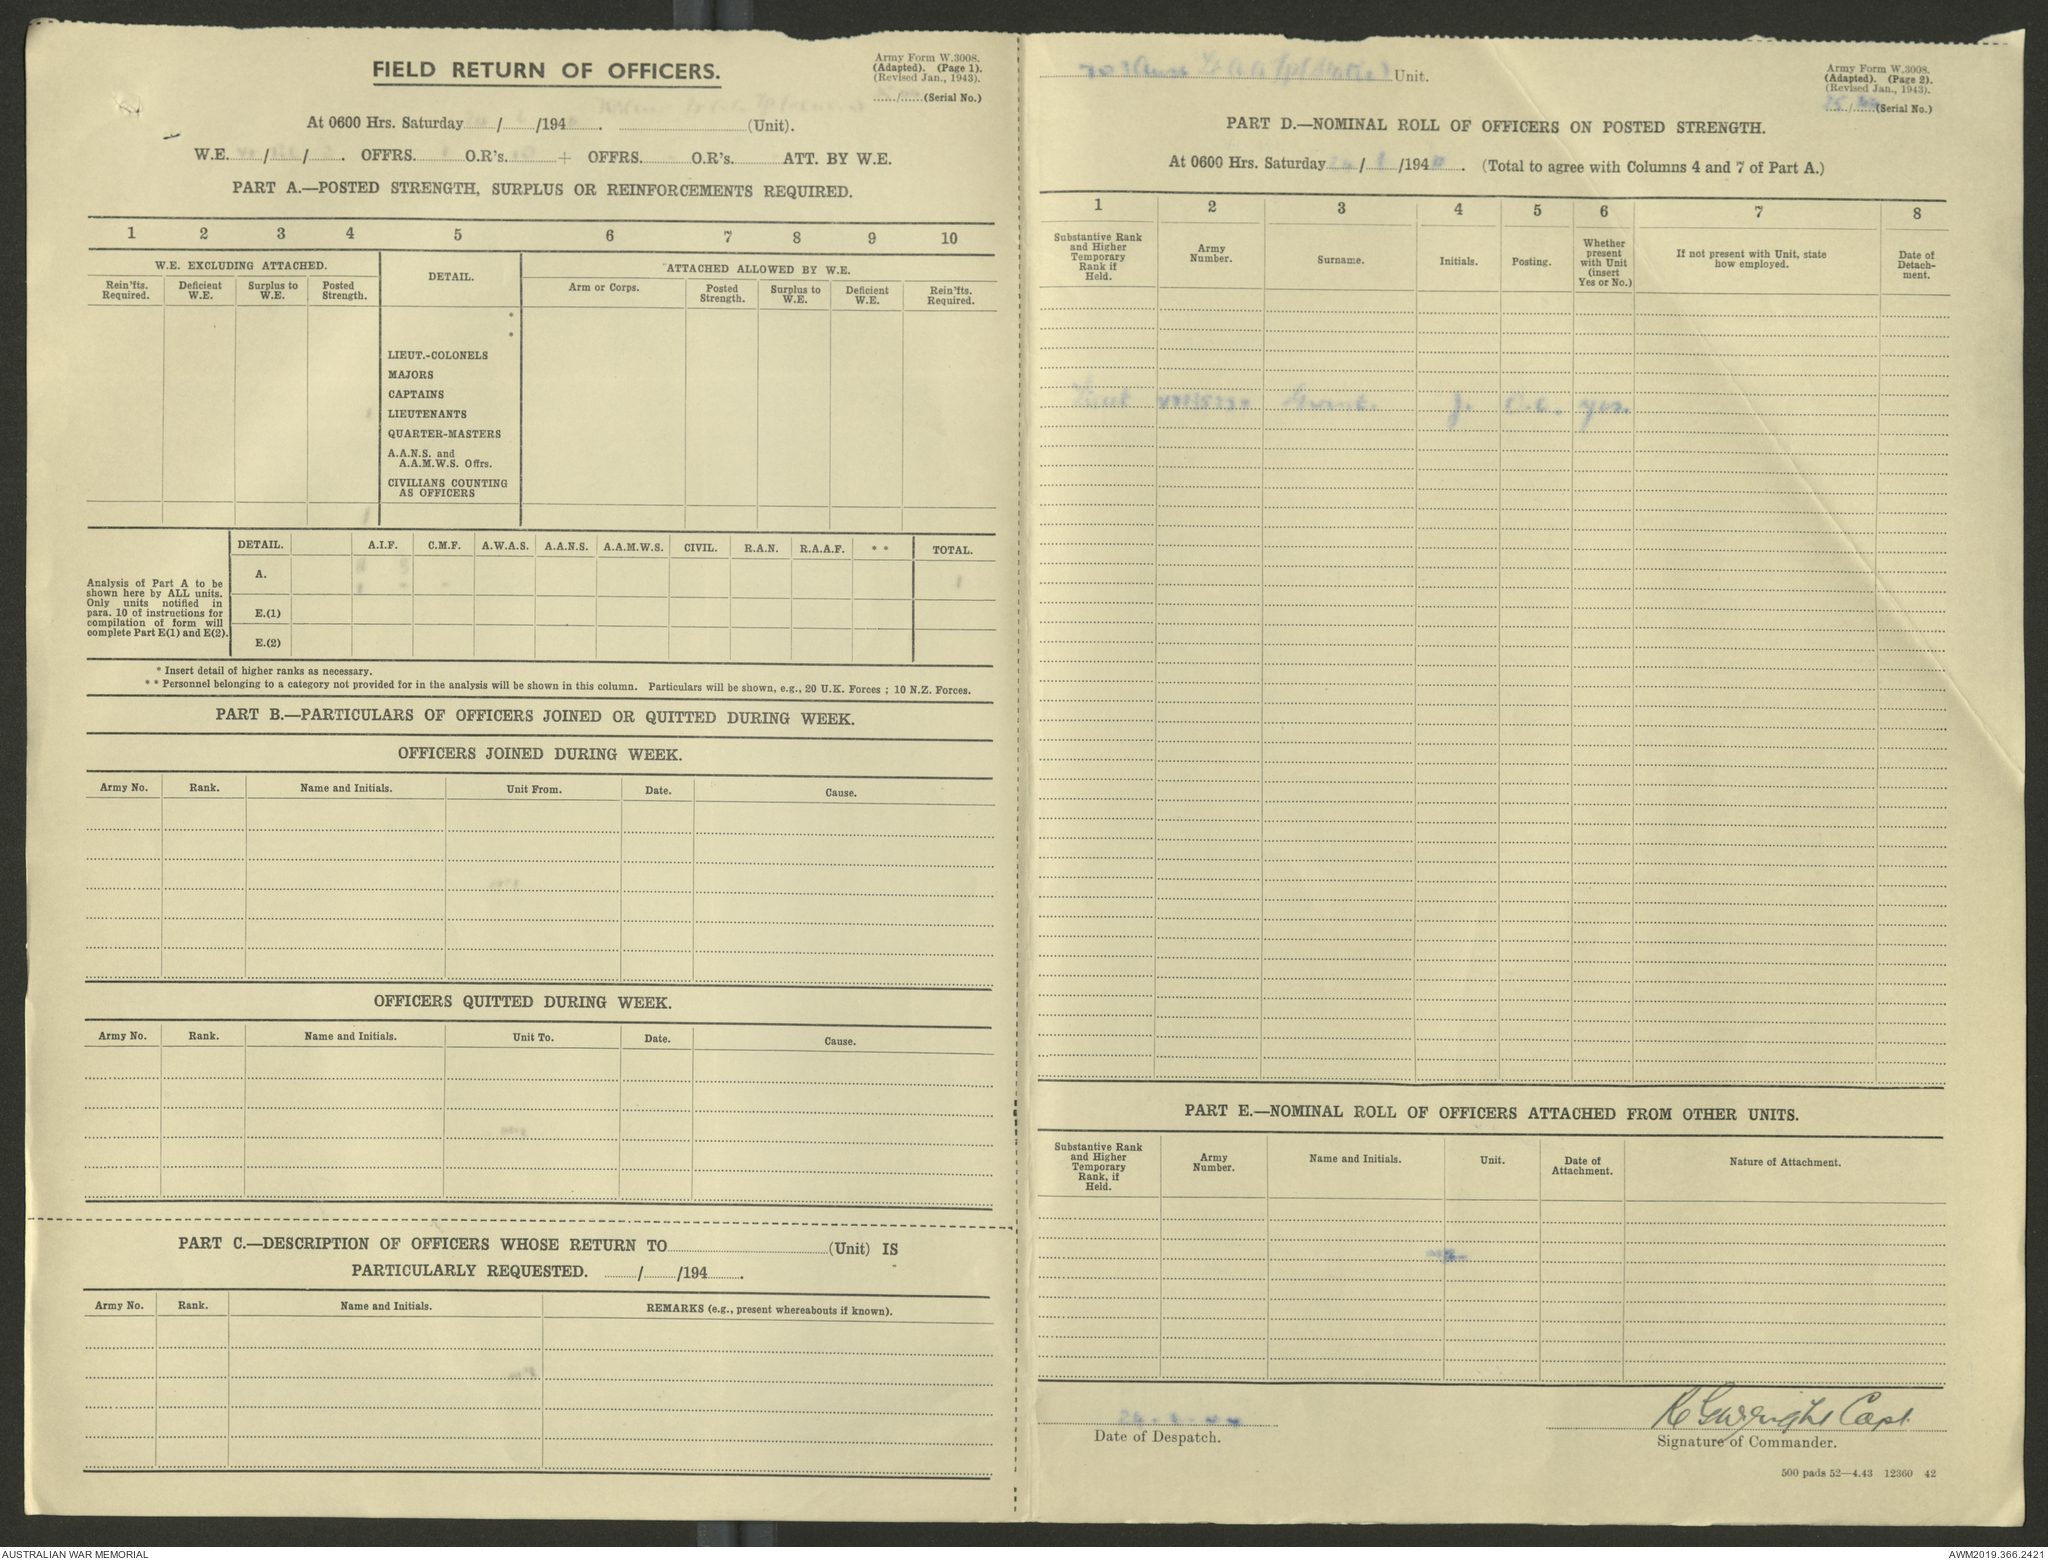 FIELD RETURN OF OFFICERS.
Army Form W.3008.
(Adapted). (Page 1).
(Revised Jan., 1943).
....../......(Serial No.)
At 0600 Hrs. Saturday / /194 . (Unit).
W.E. / / . OFFRS. O.R's. + OFFRS. O.R's. ATT. BY W.E.
PART A.—POSTED STRENGTH, SURPLUS OR REINFORCEMENTS REQUIRED.
1 2 3 4 5 6 7 8 9 10
W.E. EXCLUDING ATTACHED.
DETAIL.
ATTACHED ALLOWED BY W.E.
Rein'fts. Required.
Deficient W.E.
Surplus to W.E.
Posted Strength.
Arm or Corps.
Posted Strength.
Surplus to W.E.
Deficient W.E.
Rein'fts. Required.
*
*
LIEUT.-COLONELS
MAJORS
CAPTAINS
1 LIEUTENANTS
QUARTER-MASTERS
A.A.N.S. and
A.A.M.W.S. Offrs.
CIVILIANS COUNTING
AS OFFICERS
1
DETAIL. A.I.F. C.M.F. A.W.A.S. A.A.N.S. A.A.M.W.S. CIVIL. R.A.N. R.A.A.F. * * TOTAL.
Analysis of Part A to be
shown here by ALL units.
Only units notified in
para. 10 of instructions for
compilation of form will
complete Part E(1) and E(2).
A. 1 - - 1
E.(1)
E.(2)
* Insert detail of higher ranks as necessary.
* * Personnel belonging to a category not provided for in the analysis will be shown in this column. Particulars will be shown, e.g., 20 U.K. Forces ; 10 N.Z. Forces.
PART B.—PARTICULARS OF OFFICERS JOINED OR QUITTED DURING WEEK.
OFFICERS JOINED DURING WEEK.
Army No. Rank. Name and Initials. Unit From. Date. Cause.
OFFICERS QUITTED DURING WEEK.
Army No. Rank. Name and Initials. Unit To. Date. Cause.
PART C.—DESCRIPTION OF OFFICERS WHOSE RETURN TO (Unit) IS
PARTICULARLY REQUESTED. / /194 .
Army No. Rank. Name and Initials. REMARKS (e.g., present whereabouts if known).
Unit.
Army Form W.3008.
(Adapted). (Page 2).
(Revised Jan., 1943).
(Serial No.)
PART D.—NOMINAL ROLL OF OFFICERS ON POSTED STRENGTH.
At 0600 Hrs. Saturday / /194 . (Total to agree with Columns 4 and 7 of Part A.)
1 2 3 4 5 6 7 8
Substantive Rank and Higher Temporary Rank if Held.
Army Number.
Surname.
Initials.
Posting.
Whether present with Unit (insert Yes or No.)
If not present with Unit, state how employed.
Date of Detach-ment.
Lieut Grant. J. O.C. yes.
PART E.—NOMINAL ROLL OF OFFICERS ATTACHED FROM OTHER UNITS.
Substantive Rank and Higher Temporary Rank, if Held.
Army Number.
Name and Initials.
Unit.
Date of Attachment.
Nature of Attachment.
Capt.
Date of Despatch.
Signature of Commander.
500 pads 52—4.43 12360 42
AUSTRALIAN WAR MEMORIAL
AWM2019.366.2421